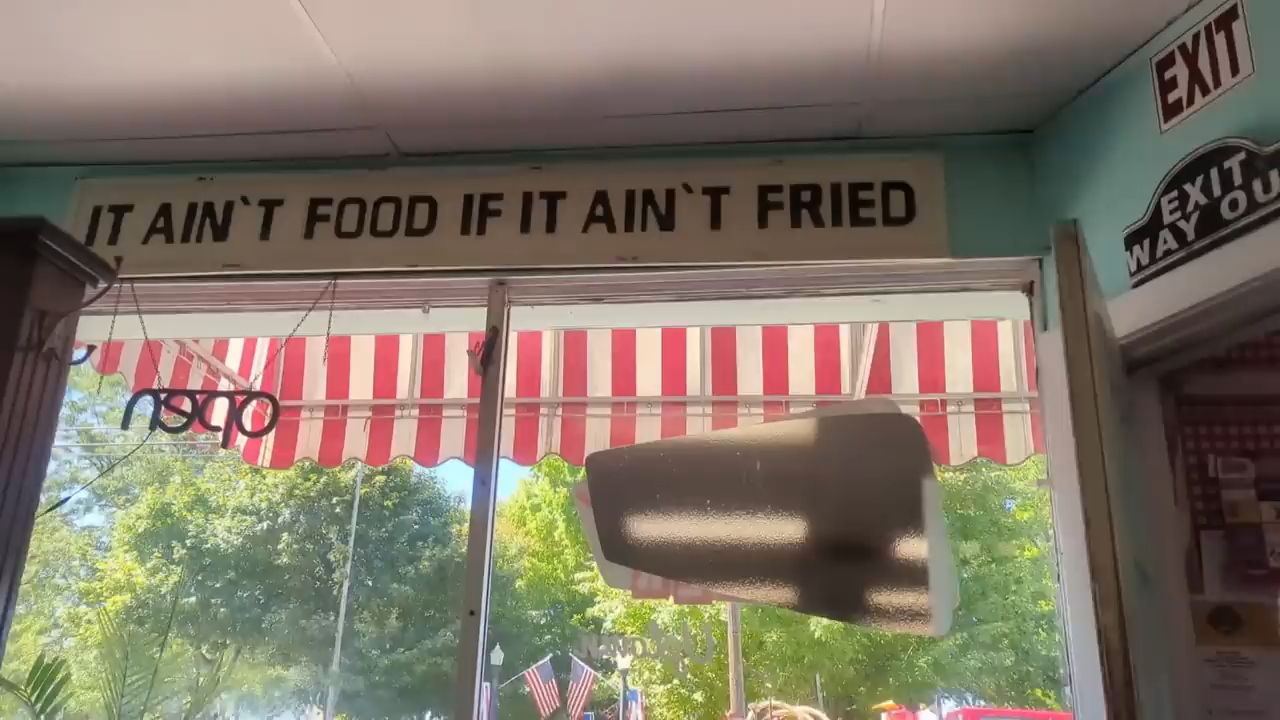 EXIT
IT AIN`T FOOD IF IT AIN`T FRIED
EXIT
WAY OU
open